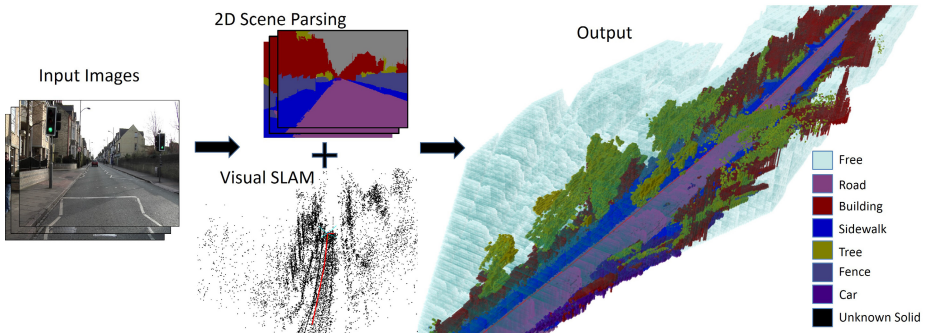 Input Images
2D Scene Parsing
Visual SLAM
Output
Free
Road
Building
Sidewalk
Tree
Fence
Car
Unknown Solid